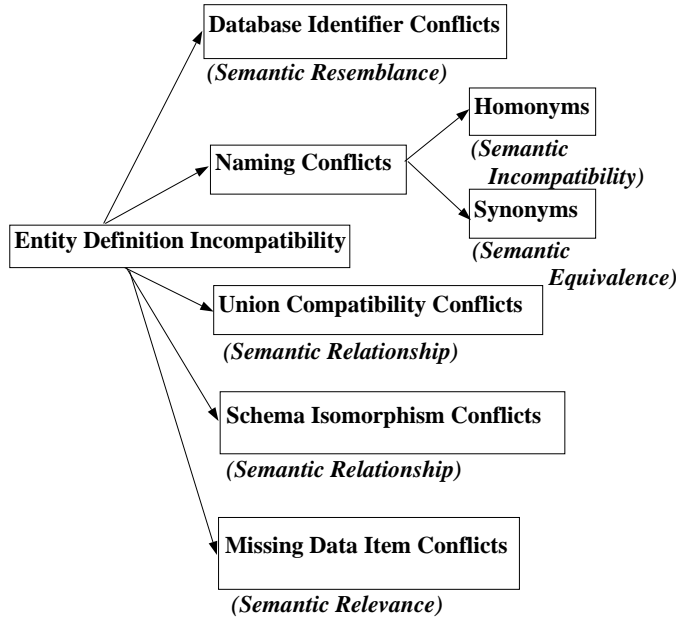 Database Identifier Conflicts
(Semantic Resemblance)
Homonyms
(Semantic
Incompatibility)
Naming Conflicts
Synonyms
(Semantic
Equivalence)
Entity Definition Incompatibility
Union Compatibility Conflicts
(Semantic Relationship)
Schema Isomorphism Conflicts
(Semantic Relationship)
Missing Data Item Conflicts
(Semantic Relevance)